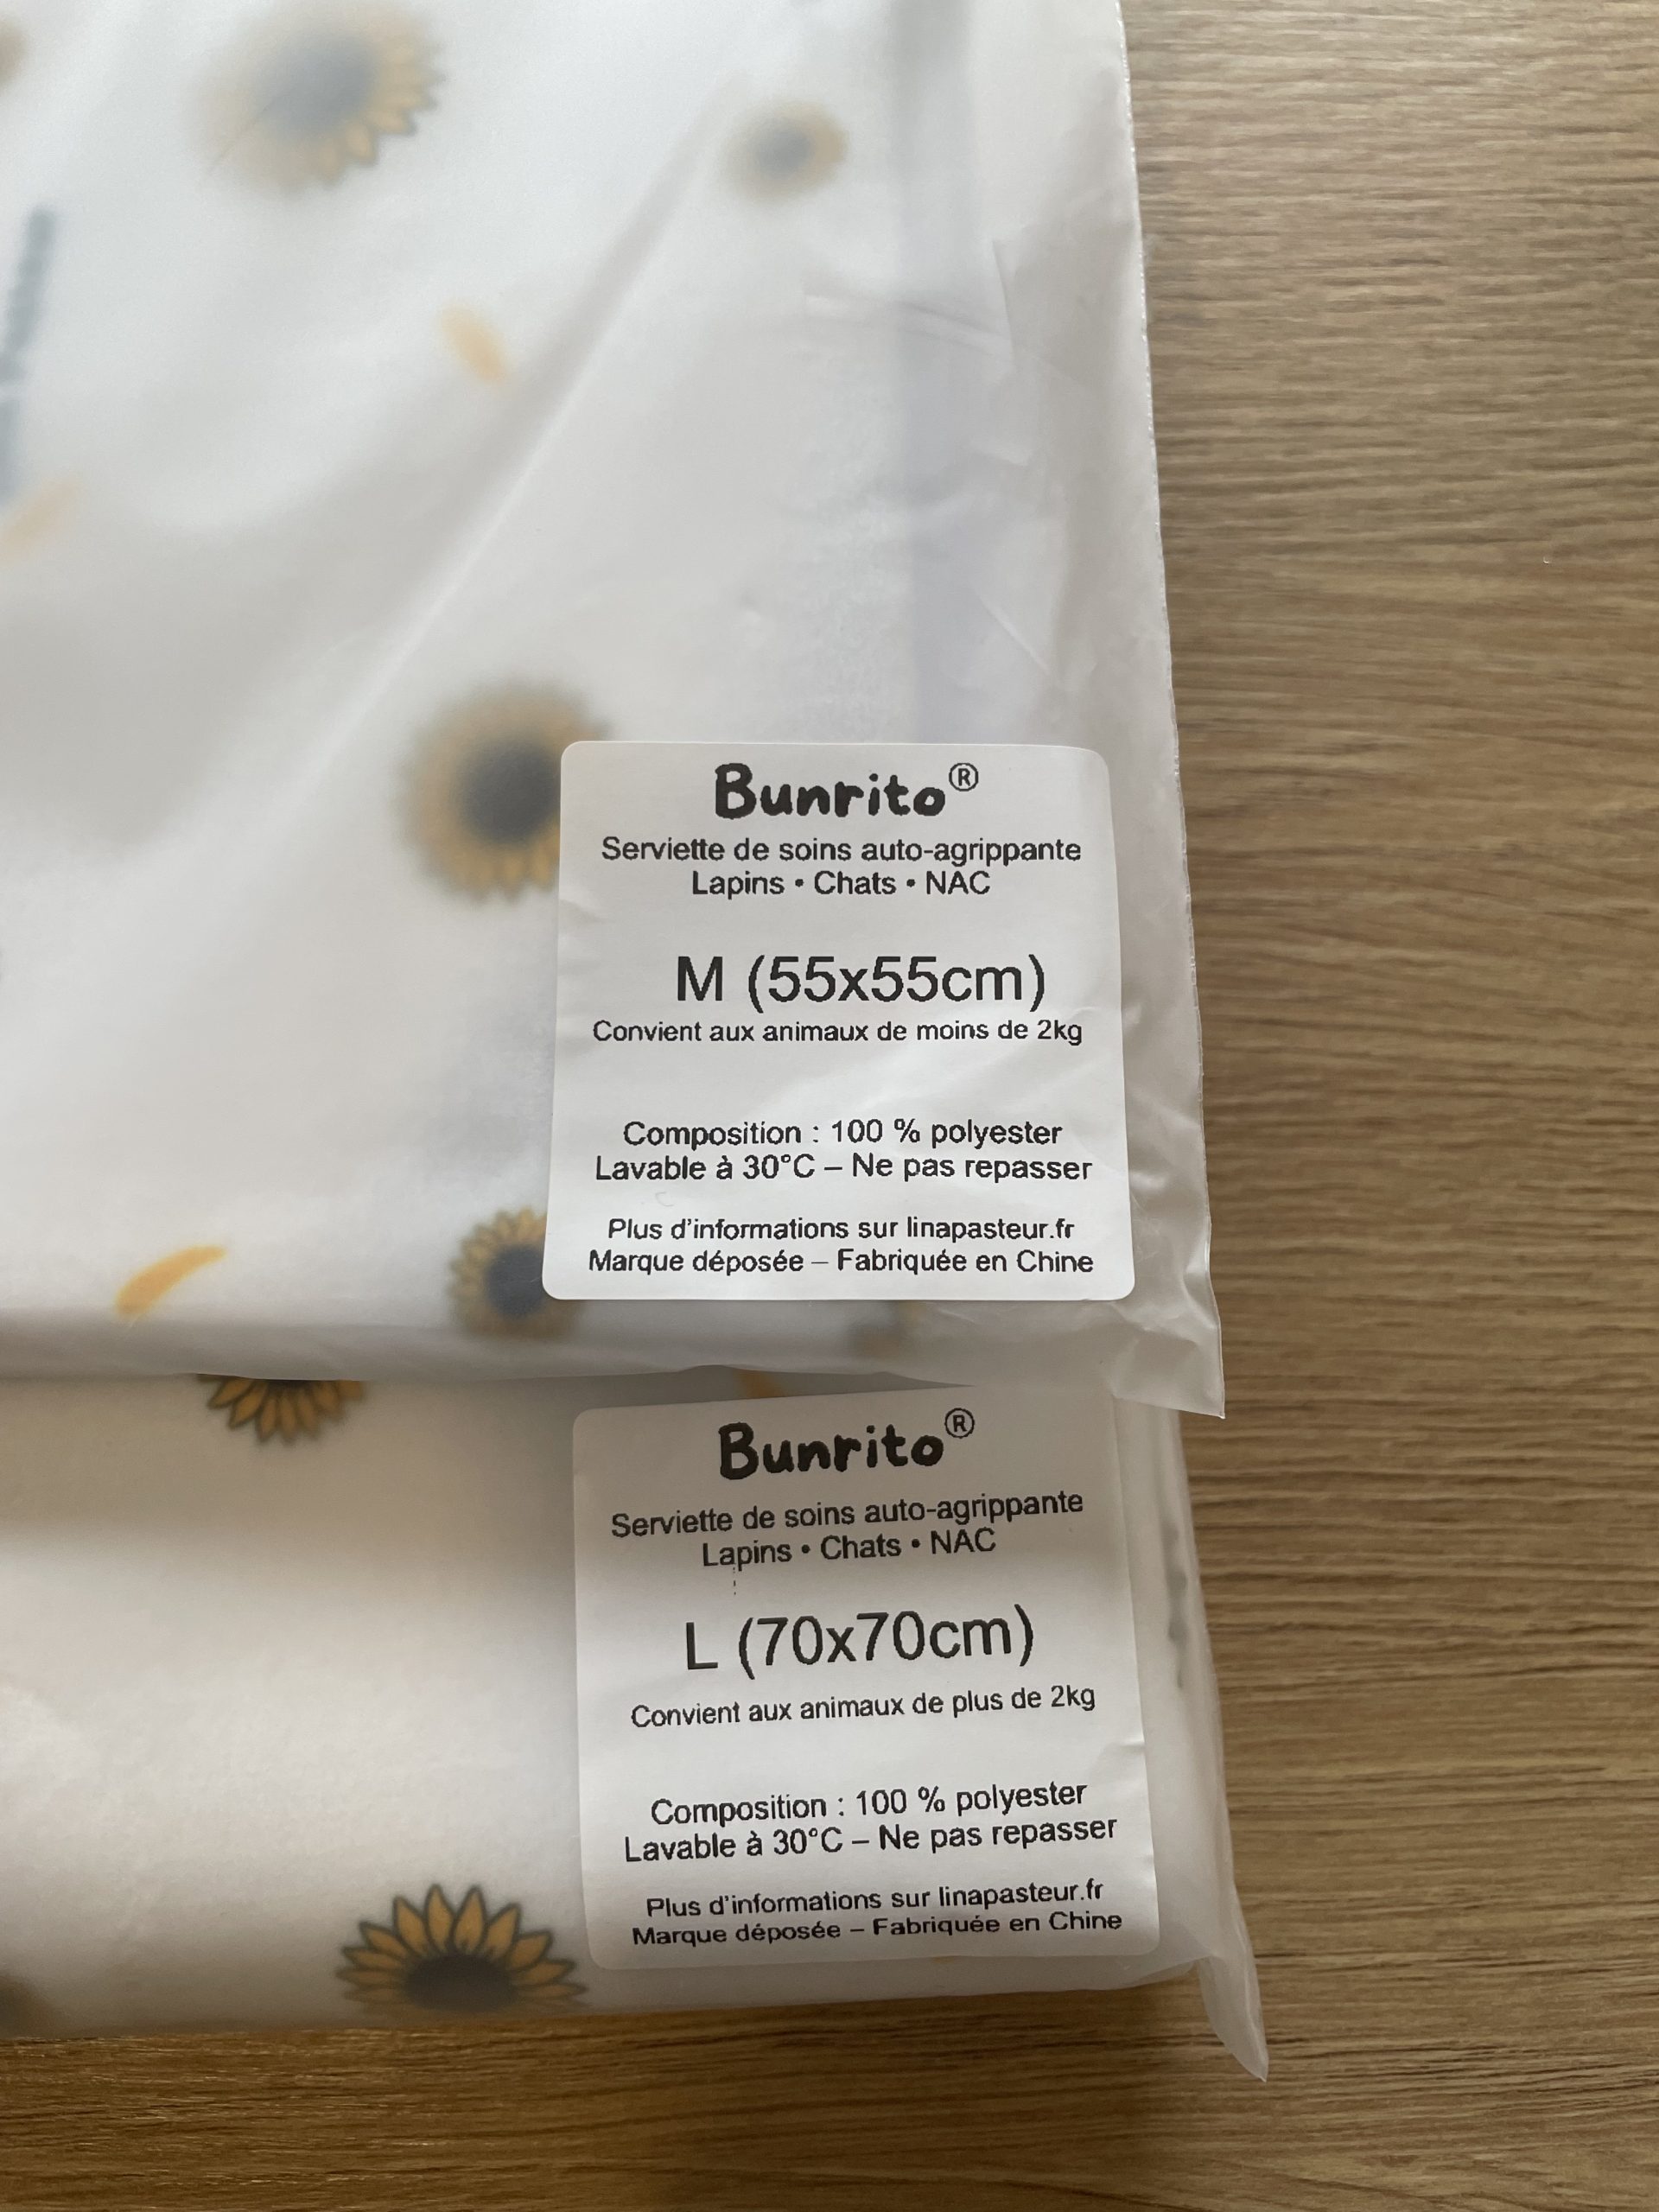 Bunrito®
Serviette de soins auto-agrippante
Lapins • Chats • NAC
M (55x55cm)
Convient aux animaux de moins de 2kg
Composition : 100 % polyester
Lavable à 30°C – Ne pas repasser
Plus d'informations sur linapasteur.fr
Marque déposée – Fabriquée en Chine
Bunrito®
Serviette de soins auto-agrippante
Lapins • Chats • NAC
L (70x70cm)
Convient aux animaux de plus de 2kg
Composition : 100 % polyester
Lavable à 30°C – Ne pas repasser
Plus d'informations sur linapasteur.fr
Marque déposée – Fabriquée en Chine